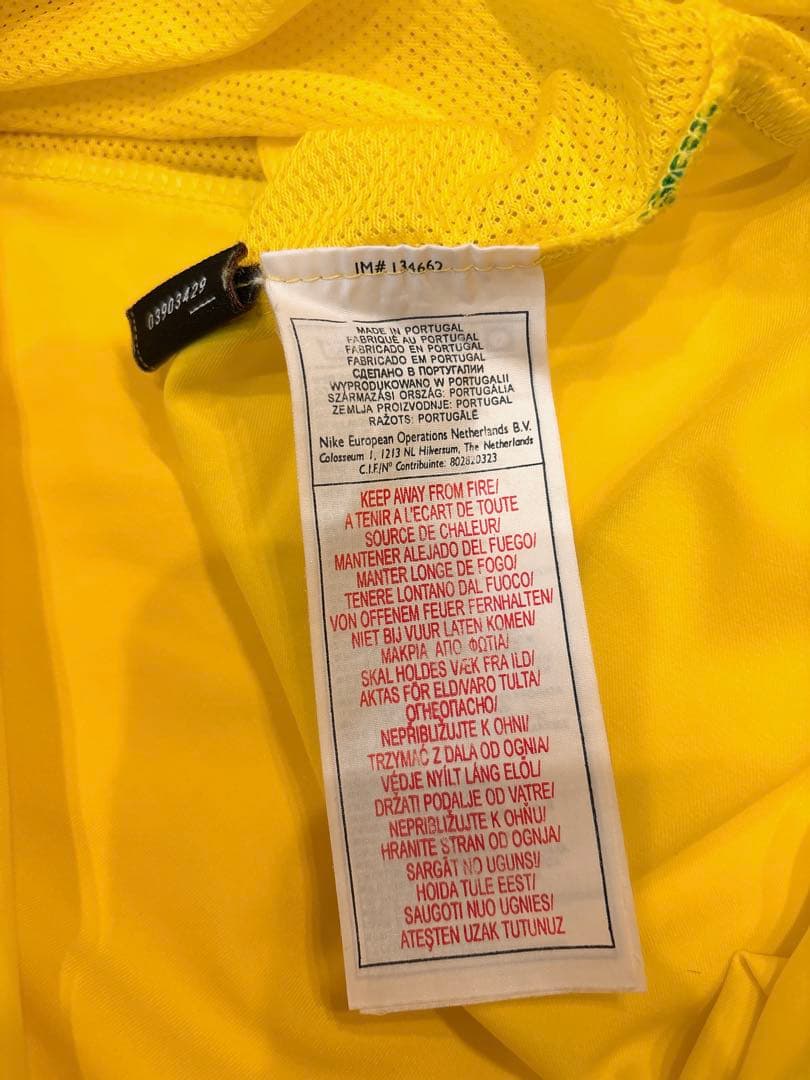 IM# 134662
03903429
MADE IN PORTUGAL
FABRIQUÉ AU PORTUGAL
FABRICADO EN PORTUGAL
FABRICADO EM PORTUGAL
СДЕЛАНО В ПОРТУГАЛИИ
WYPRODUKOWANO W PORTUGALII
SZÁRMAZÁSI ORSZÁG: PORTUGÁLIA
ZEMLJA PROIZVODNJE: PORTUGAL
RAŽOTS: PORTUGĀLE
Nike European Operations Netherlands B.V.
Colosseum 1, 1213 NL Hilversum, The Netherlands
C.I.F/Nº Contribuinte: 802820323
KEEP AWAY FROM FIRE/
A TENIR A L'ECART DE TOUTE
SOURCE DE CHALEUR/
MANTENER ALEJADO DEL FUEGO/
MANTER LONGE DE FOGO/
TENERE LONTANO DAL FUOCO/
VON OFFENEM FEUER FERNHALTEN/
NIET BIJ VUUR LATEN KOMEN/
ΜΑΚΡΙΑ ΑΠΟ ΦΩΤΙΑ/
SKAL HOLDES VÆK FRA ILD/
AKTAS FÖR ELD/VARO TULTA/
ОГНЕОПАСНО/
NEPŘIBLIŽUJTE K OHNI/
TRZYMAĆ Z DALA OD OGNIA/
VÉDJE NYÍLT LÁNG ELŐL/
DRŽATI PODALJE OD VATRE/
NEPRIBLIŽUJTE K OHŇU/
HRANITE STRAN OD OGNJA/
SARGĀT NO UGUNS!/
HOIDA TULE EEST/
SAUGOTI NUO UGNIES/
ATEŞTEN UZAK TUTUNUZ